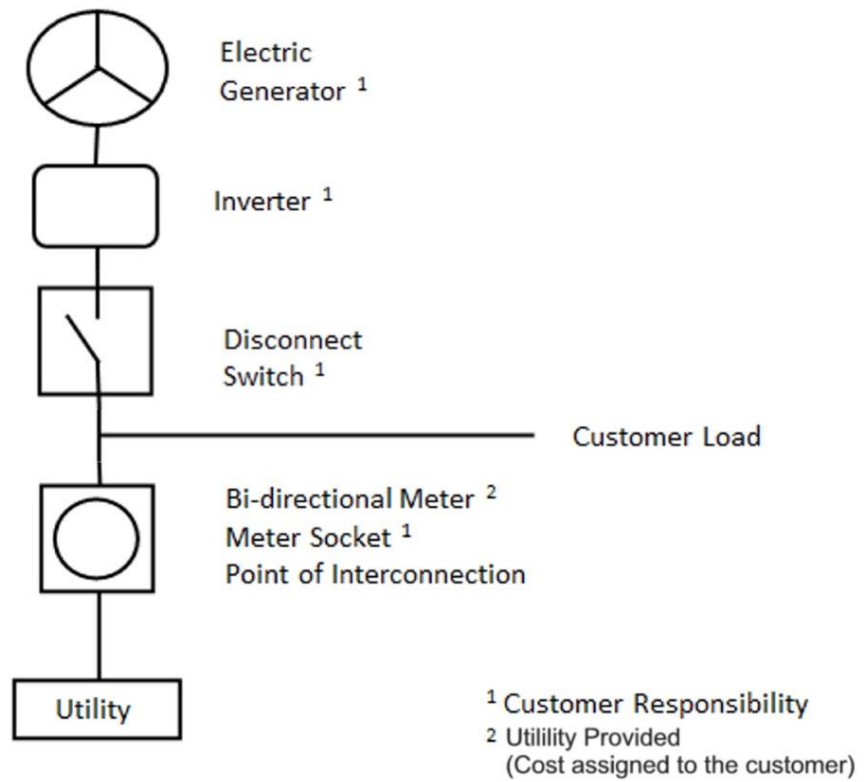 Electric
Generator ¹
Inverter ¹
Disconnect
Switch ¹
Customer Load
Bi-directional Meter ²
Meter Socket ¹
Point of Interconnection
Utility
¹ Customer Responsibility
² Utilility Provided
(Cost assigned to the customer)